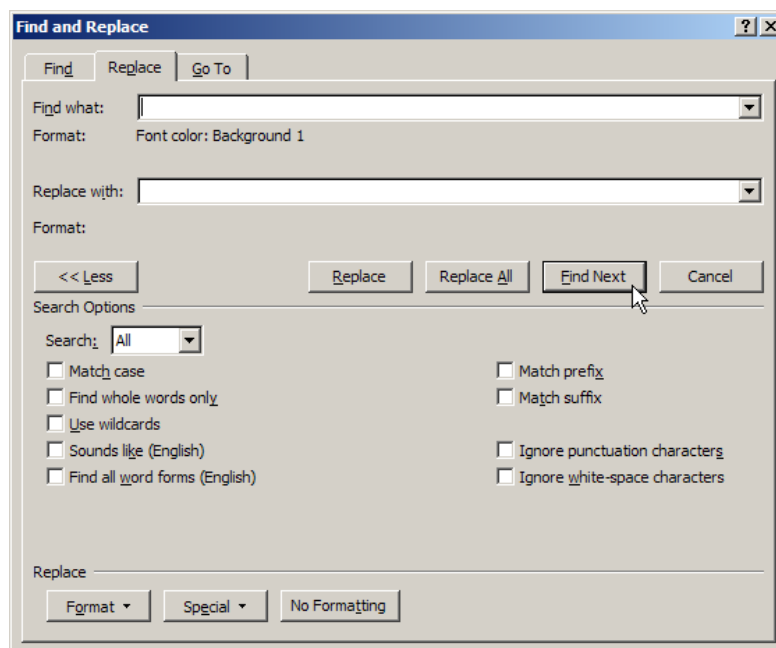 Find and Replace
Find Replace Go To
Find what:
Format: Font color: Background 1
Replace with:
Format:
<< Less Replace Replace All Find Next Cancel
Search Options
Search: All
Match case Match prefix
Find whole words only Match suffix
Use wildcards
Sounds like (English) Ignore punctuation characters
Find all word forms (English) Ignore white-space characters
Replace
Format Special No Formatting